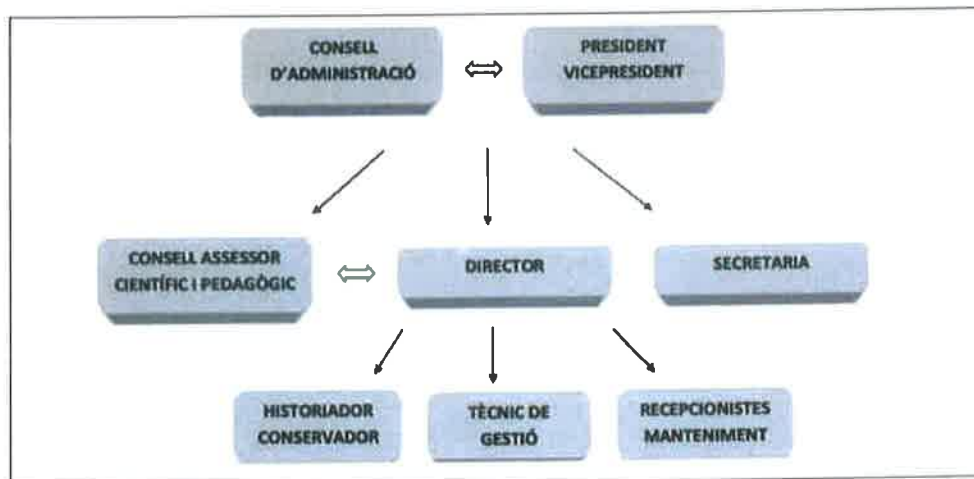 CONSELL
D'ADMINISTRACIÓ
PRESIDENT
VICEPRESIDENT
CONSELL ASSESSOR
CIENTÍFIC I PEDAGÒGIC
DIRECTOR
SECRETARIA
HISTORIADOR
CONSERVADOR
TÈCNIC DE
GESTIÓ
RECEPCIONISTES
MANTENIMENT